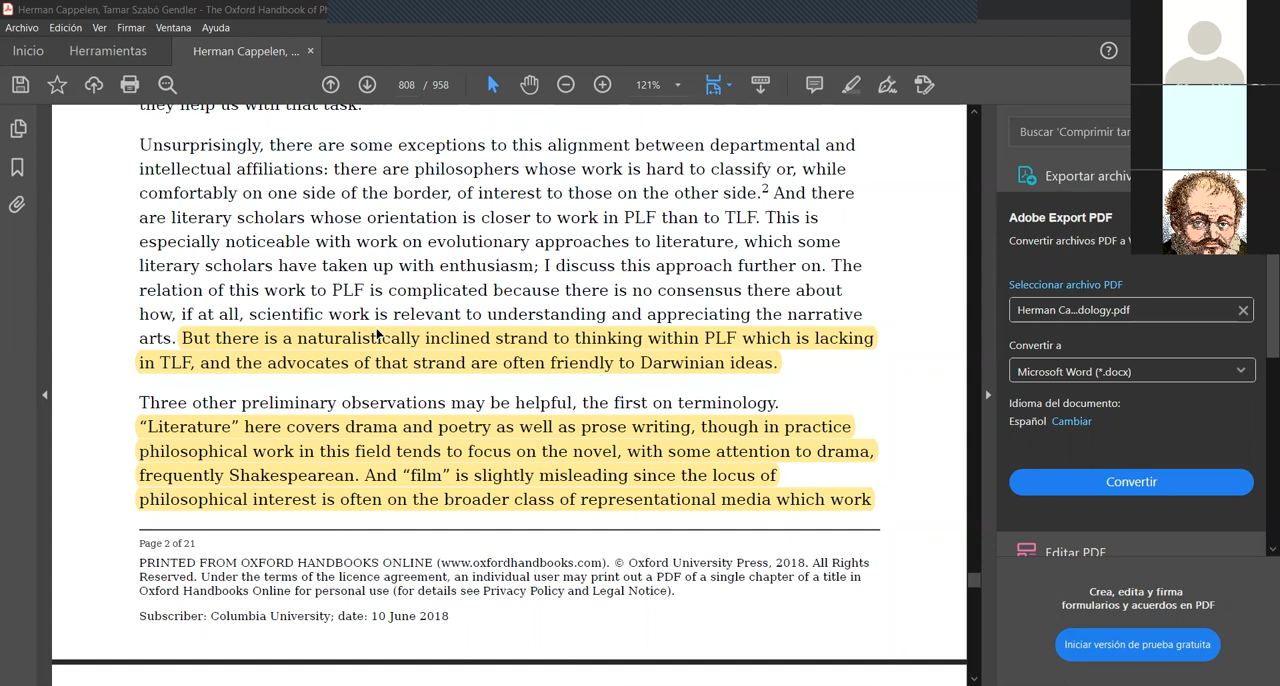 Herman Cappelen, Tamar Szabó Gendler - The Oxford Handbook of Ph
Archivo Edición Ver Firmar Ventana Ayuda
Inicio Herramientas Herman Cappelen, ... ×
808 / 958 121%
they help us with that task.
Unsurprisingly, there are some exceptions to this alignment between departmental and
intellectual affiliations: there are philosophers whose work is hard to classify or, while
comfortably on one side of the border, of interest to those on the other side.2 And there
are literary scholars whose orientation is closer to work in PLF than to TLF. This is
especially noticeable with work on evolutionary approaches to literature, which some
literary scholars have taken up with enthusiasm; I discuss this approach further on. The
relation of this work to PLF is complicated because there is no consensus there about
how, if at all, scientific work is relevant to understanding and appreciating the narrative
arts. But there is a naturalistically inclined strand to thinking within PLF which is lacking
in TLF, and the advocates of that strand are often friendly to Darwinian ideas.
Three other preliminary observations may be helpful, the first on terminology.
“Literature” here covers drama and poetry as well as prose writing, though in practice
philosophical work in this field tends to focus on the novel, with some attention to drama,
frequently Shakespearean. And “film” is slightly misleading since the locus of
philosophical interest is often on the broader class of representational media which work
Page 2 of 21
PRINTED FROM OXFORD HANDBOOKS ONLINE (www.oxfordhandbooks.com). © Oxford University Press, 2018. All Rights
Reserved. Under the terms of the licence agreement, an individual user may print out a PDF of a single chapter of a title in
Oxford Handbooks Online for personal use (for details see Privacy Policy and Legal Notice).
Subscriber: Columbia University; date: 10 June 2018
Buscar 'Comprimir tar
Exportar archiv
Adobe Export PDF
Convertir archivos PDF a
Seleccionar archivo PDF
Herman Ca...dology.pdf
Convertir a
Microsoft Word (*.docx)
Idioma del documento:
Español Cambiar
Convertir
Editar PDF
Crea, edita y firma
formularios y acuerdos en PDF
Iniciar versión de prueba gratuita